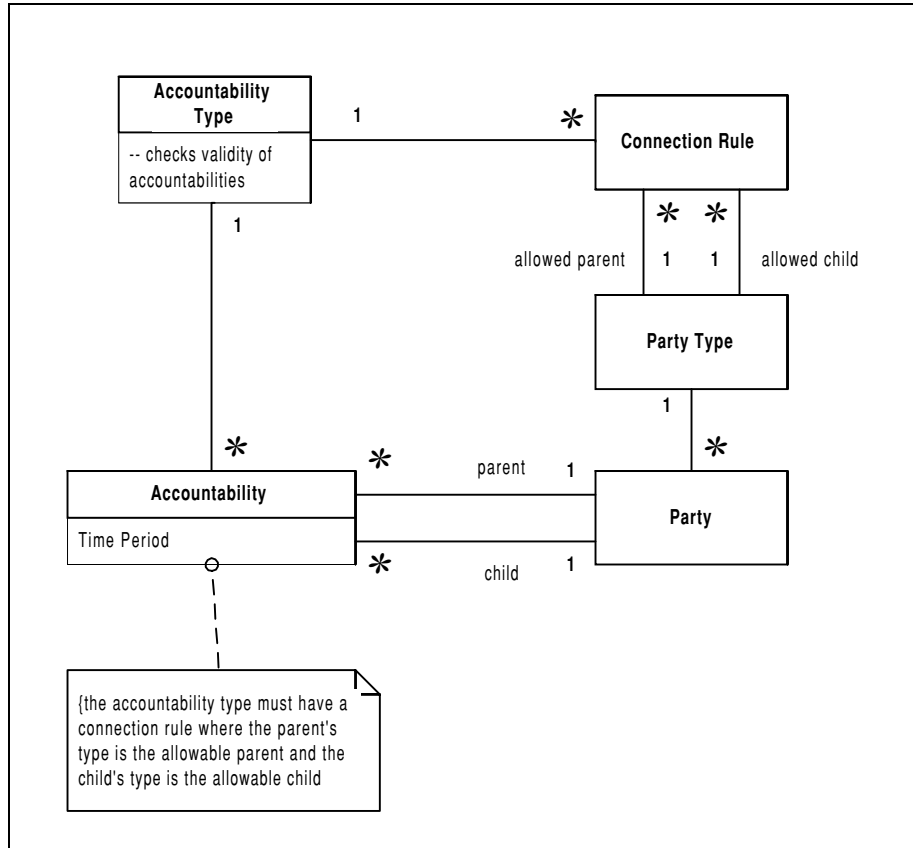 Accountability
Type
-- checks validity of
accountabilities
1
*
Connection Rule
1
* *
allowed parent 1 1 allowed child
Party Type
1
*
*
*
parent 1
Accountability
Party
Time Period
*
child 1
{the accountability type must have a
connection rule where the parent's
type is the allowable parent and the
child's type is the allowable child